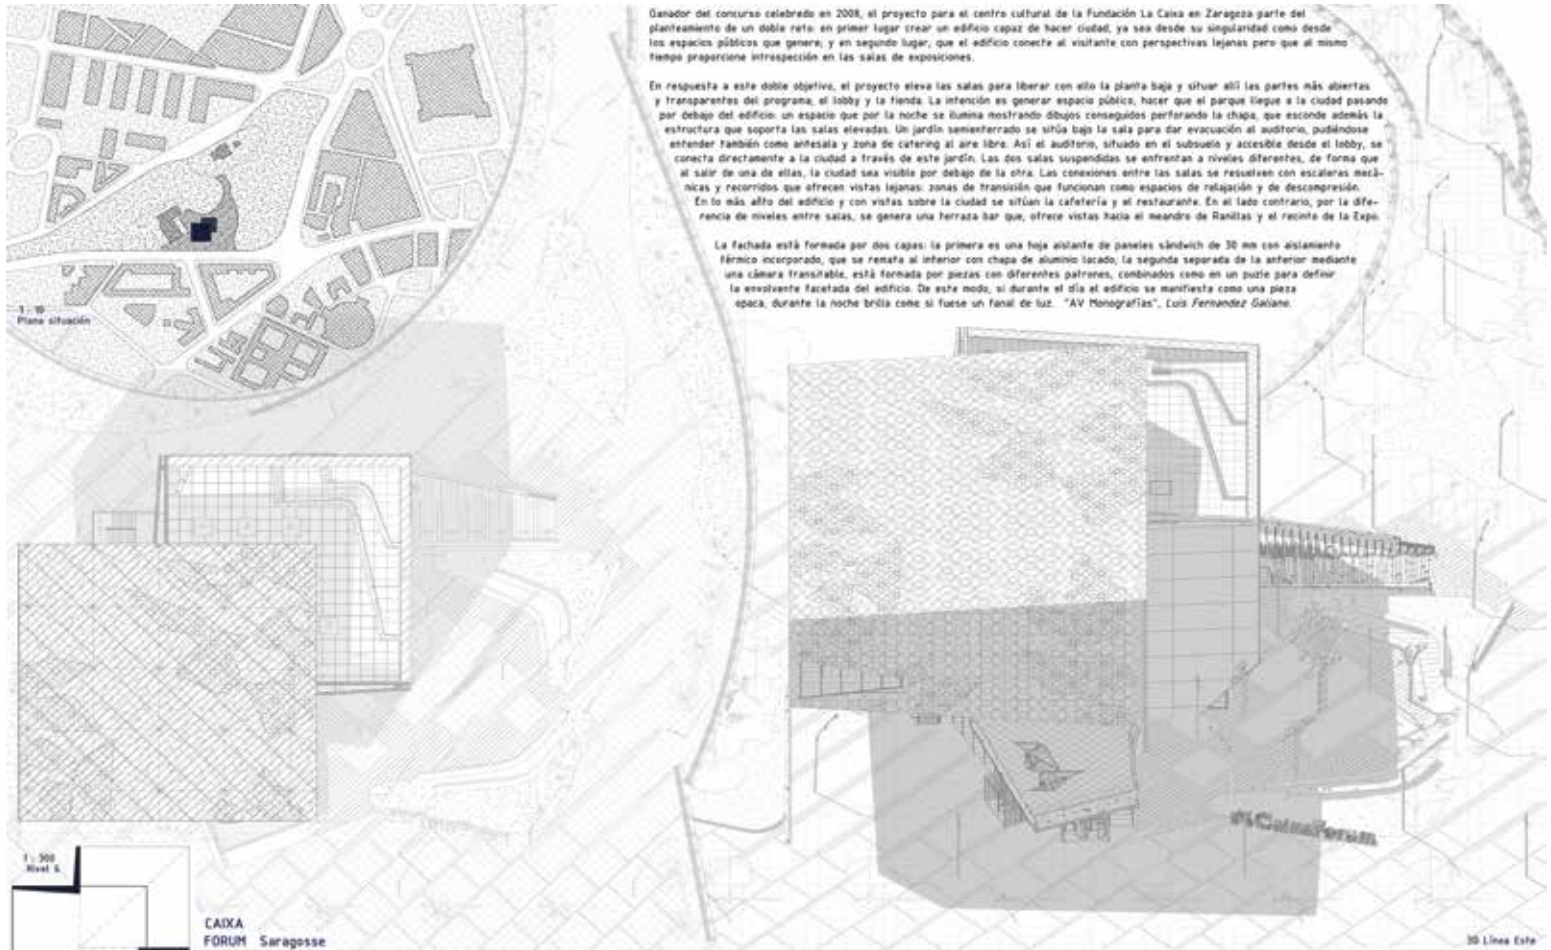 Ganador del concurso celebredo en 2008, el proyecto para el centro cultural de la Fundación La Caixa en Zaragoza parte del
planteamiento de un doble reto: en primer lugar crear un edificio capaz de hacer ciudad, ya sea desde su singularidad como desde
los espacios públicos que genere; y en segundo lugar, que el edificio conecte al visitante con perspectivas lejanas pero que al mismo
tiempo proporcione introspección en las salas de exposiciones.
En respuesta a este doble objetivo, el proyecto eleva las salas para liberar con ello la planta baja y situar allí las partes más abiertas
y transparentes del programa, el lobby y la tienda. La intención es generar espacio público, hacer que el parque llegue a la ciudad pasando
por debajo del edificio: un espacio que por la noche se ilumina mostrando dibujos conseguidos perforando la chapa, que esconde además la
estructura que soporta las salas elevadas. Un jardín semienterrado se sitúa bajo la sala para dar evacuación al auditorio, pudiéndose
entender también como antesala y zona de catering al aire libre. Así el auditorio, situado en el subsuelo y accesible desde el lobby, se
conecta directamente a la ciudad a través de este jardín. Las dos salas suspendidas se enfrentan a niveles diferentes, de forma que
al salir de una de ellas, la ciudad sea visible por debajo de la otra. Las conexiones entre las salas se resuelven con escaleras mecá-
nicas y recorridos que ofrecen vistas lejanas: zonas de transición que funcionan como espacios de relajación y de descompresión.
En lo más alto del edificio y con vistas sobre la ciudad se sitúan la cafetería y el restaurante. En el lado contrario, por la dife-
rencia de niveles entre salas, se genera una terraza bar que, ofrece vistas hacia el meandro de Ranillas y el recinto de la Expo.
La fachada está formada por dos capas: la primera es una hoja aislante de paneles sándwich de 30 mm con aislamiento
térmico incorporado, que se remata al interior con chapa de aluminio lacado; la segunda separada de la anterior mediante
una cámara transitable, está formada por piezas con diferentes patrones, combinados como en un puzle para definir
la envolvente facetada del edificio. De este modo, si durante el día el edificio se manifiesta como una pieza
opaca, durante la noche brilla como si fuese un fanal de luz. "AV Monografías", Luis Fernandez Galiano.
1 : 10
Plano situación
CaixaForum
1 : 300
Nivel 4
CAIXA
FORUM Saragosse
3D Línea Este